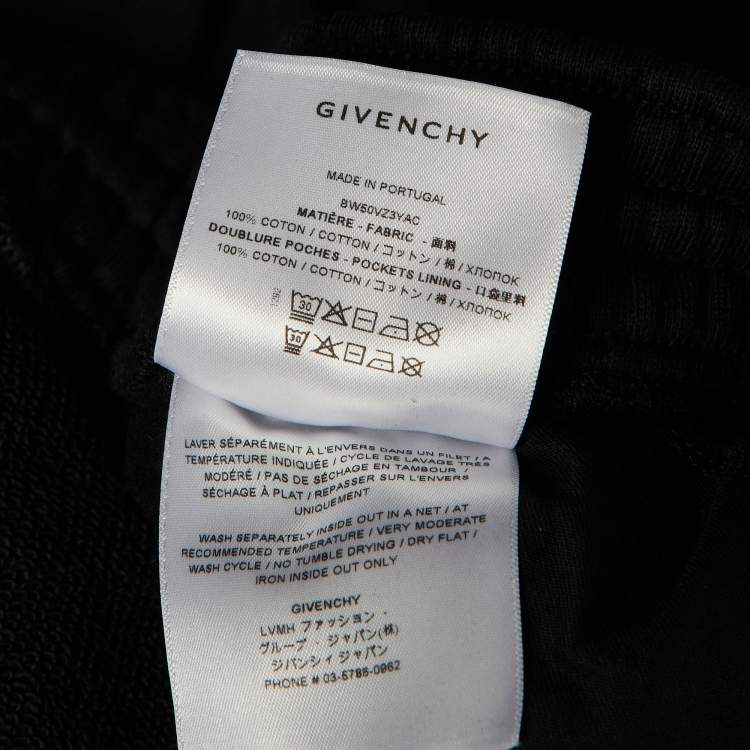 GIVENCHY
MADE IN PORTUGAL
BW50VZ3YAC
MATIÈRE - FABRIC - 面料
100% COTON / COTTON / コットン / 棉 / ХЛОПОК
DOUBLURE POCHES - POCKETS LINING - 口袋里料
100% COTON / COTTON / コットン / 棉 / ХЛОПОК
1292
30
30
LAVER SÉPARÉMENT À L'ENVERS DANS UN FILET / A
TEMPÉRATURE INDIQUÉE / CYCLE DE LAVAGE TRÈS
MODÉRÉ / PAS DE SÉCHAGE EN TAMBOUR /
SÉCHAGE À PLAT / REPASSER SUR L'ENVERS
UNIQUEMENT
WASH SEPARATELY INSIDE OUT IN A NET / AT
RECOMMENDED TEMPERATURE / VERY MODERATE
WASH CYCLE / NO TUMBLE DRYING / DRY FLAT /
IRON INSIDE OUT ONLY
GIVENCHY
LVMH ファッション・
グループ・ジャパン(株)
ジバンシィ ジャパン
PHONE # 03-5786-0962